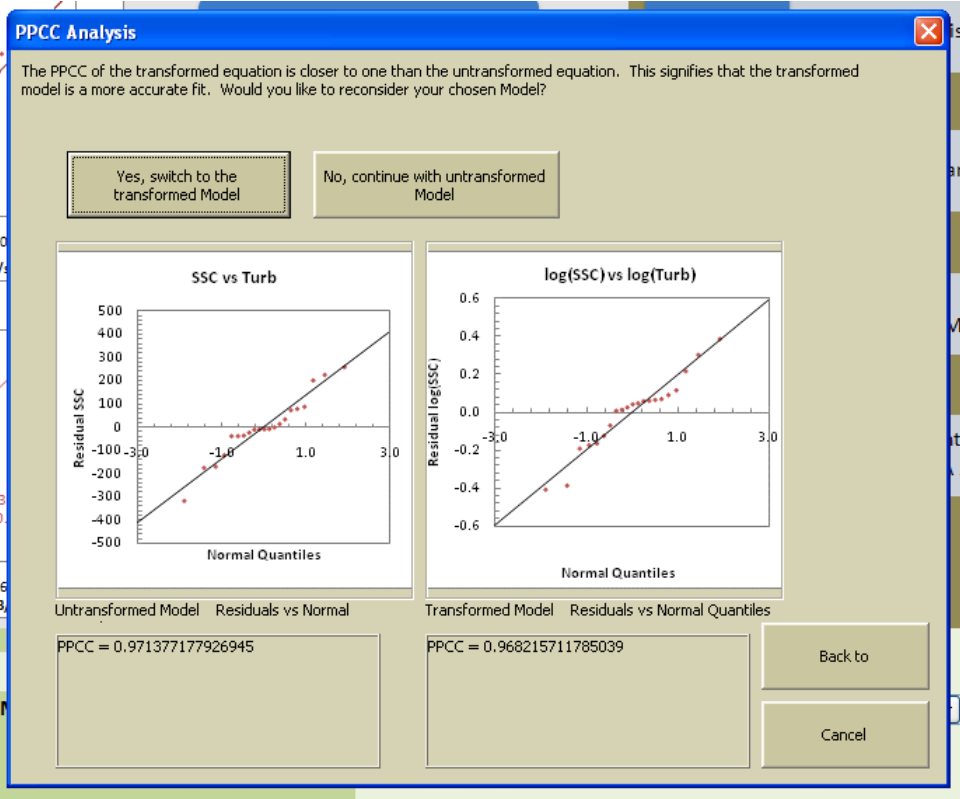 PPCC Analysis
The PPCC of the transformed equation is closer to one than the untransformed equation.  This signifies that the transformed
model is a more accurate fit.  Would you like to reconsider your chosen Model?
Yes, switch to the
transformed Model
No, continue with untransformed
Model
SSC vs Turb
500
400
300
200
100
0
-100
-200
-300
-400
-500
-3.0
-1.0
1.0
3.0
Residual SSC
Normal Quantiles
log(SSC) vs log(Turb)
0.6
0.4
0.2
0.0
-0.2
-0.4
-0.6
-3.0
-1.0
1.0
3.0
Residual log(SSC)
Normal Quantiles
Untransformed Model   Residuals vs Normal
Transformed Model   Residuals vs Normal Quantiles
PPCC = 0.971377177926945
PPCC = 0.968215711785039
Back to
Cancel